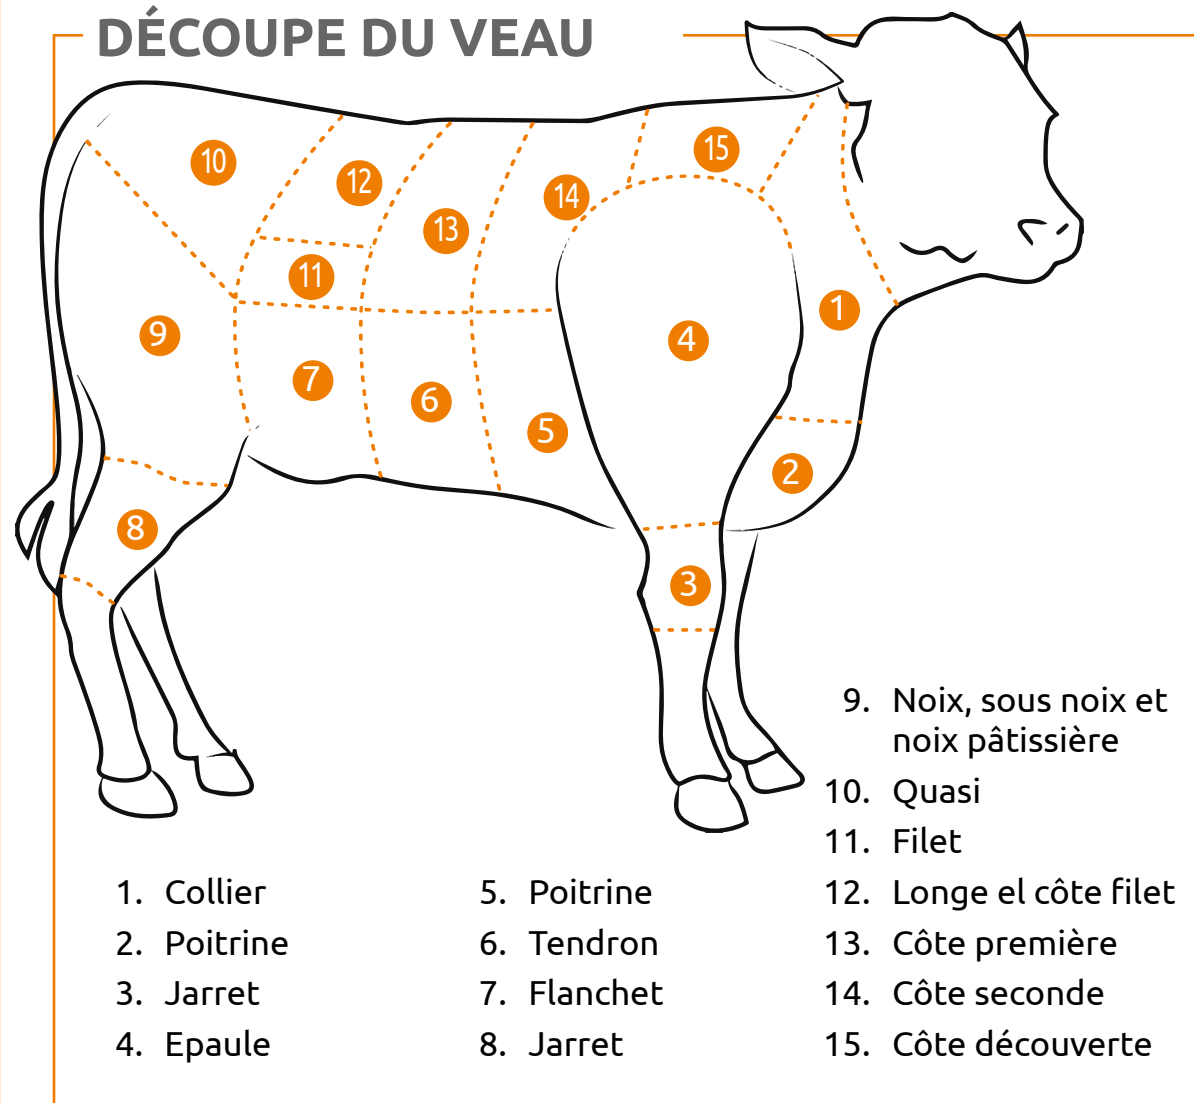 DÉCOUPE DU VEAU
10
12
15
14
13
11
1
9
4
7
6
5
2
8
3
1. Collier
2. Poitrine
3. Jarret
4. Epaule
5. Poitrine
6. Tendron
7. Flanchet
8. Jarret
9. Noix, sous noix et
noix pâtissière
10. Quasi
11. Filet
12. Longe el côte filet
13. Côte première
14. Côte seconde
15. Côte découverte